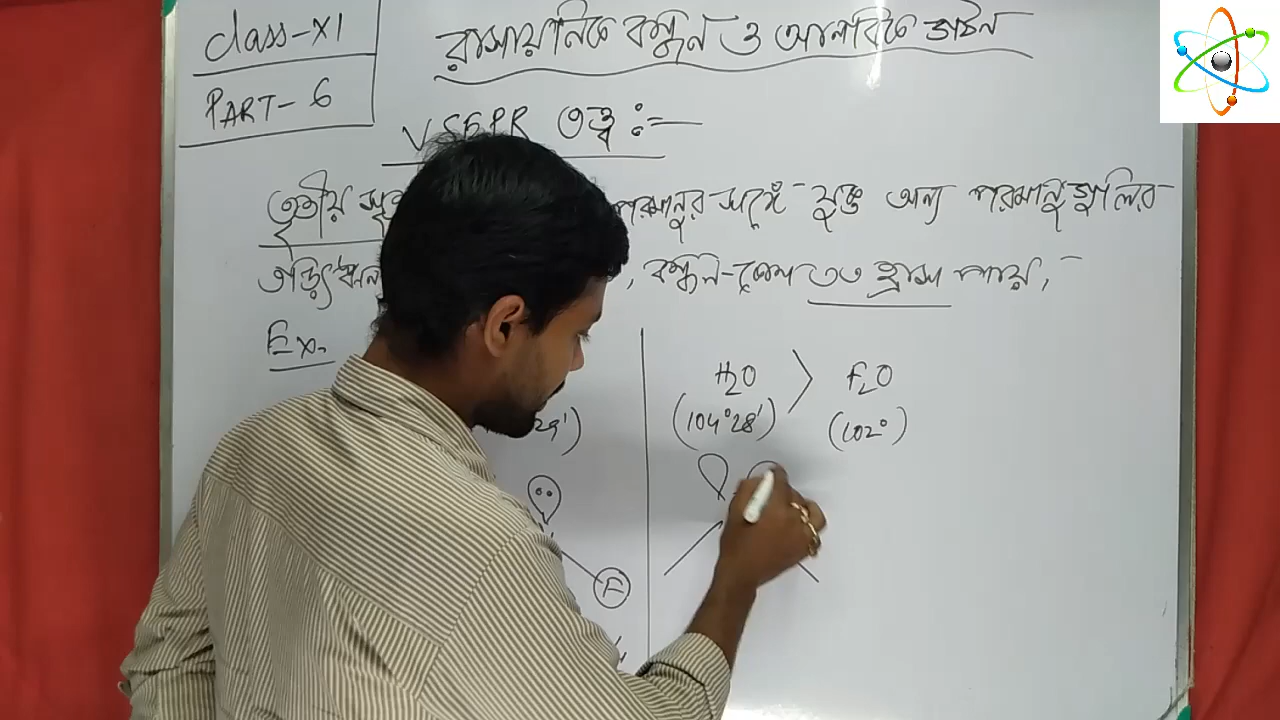 Class-XI
PART-6
রাসায়নিক বন্ধন ও আণবিক গঠন
VSEPR তত্ত্ব :-
তৃতীয় পরমানুর সঙ্গে যুক্ত অন্য পরমানু গুলির
, বন্ধন-কোণ তত হ্রাস পায়,
Ex.
H₂O > F₂O
29')
(104°28') (102°)
F